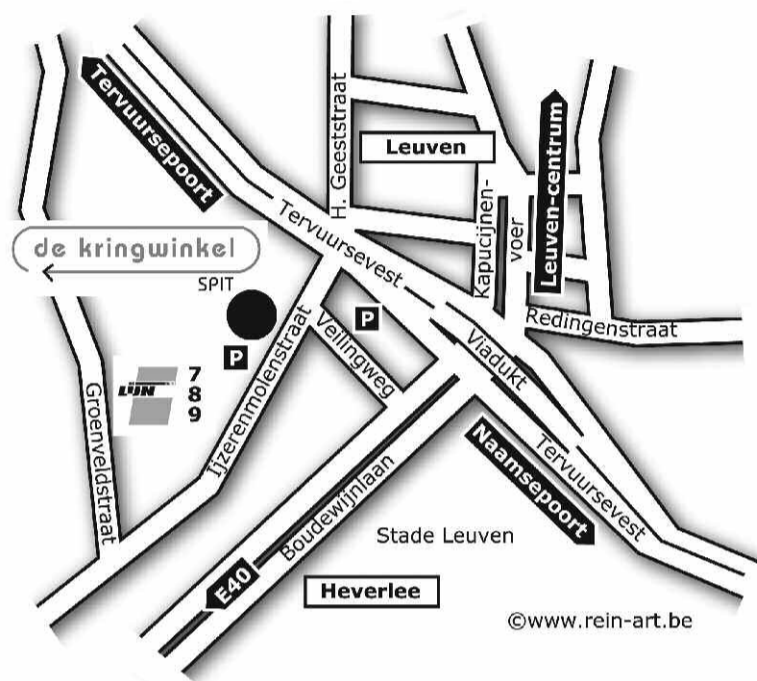 Tervuursepoort
H. Geeststraat
Leuven
Kapucijnen-
voer
Leuven-centrum
Tervuursevest
de kringwinkel
SPIT
P
P
Veilingweg
Redingenstraat
Viadukt
LIJN
7
8
9
Groenveldstraat
Ijzerenmolenstraat
Boudewijnlaan
Naamsepoort
Tervuursevest
Stade Leuven
E40
Heverlee
©www.rein-art.be